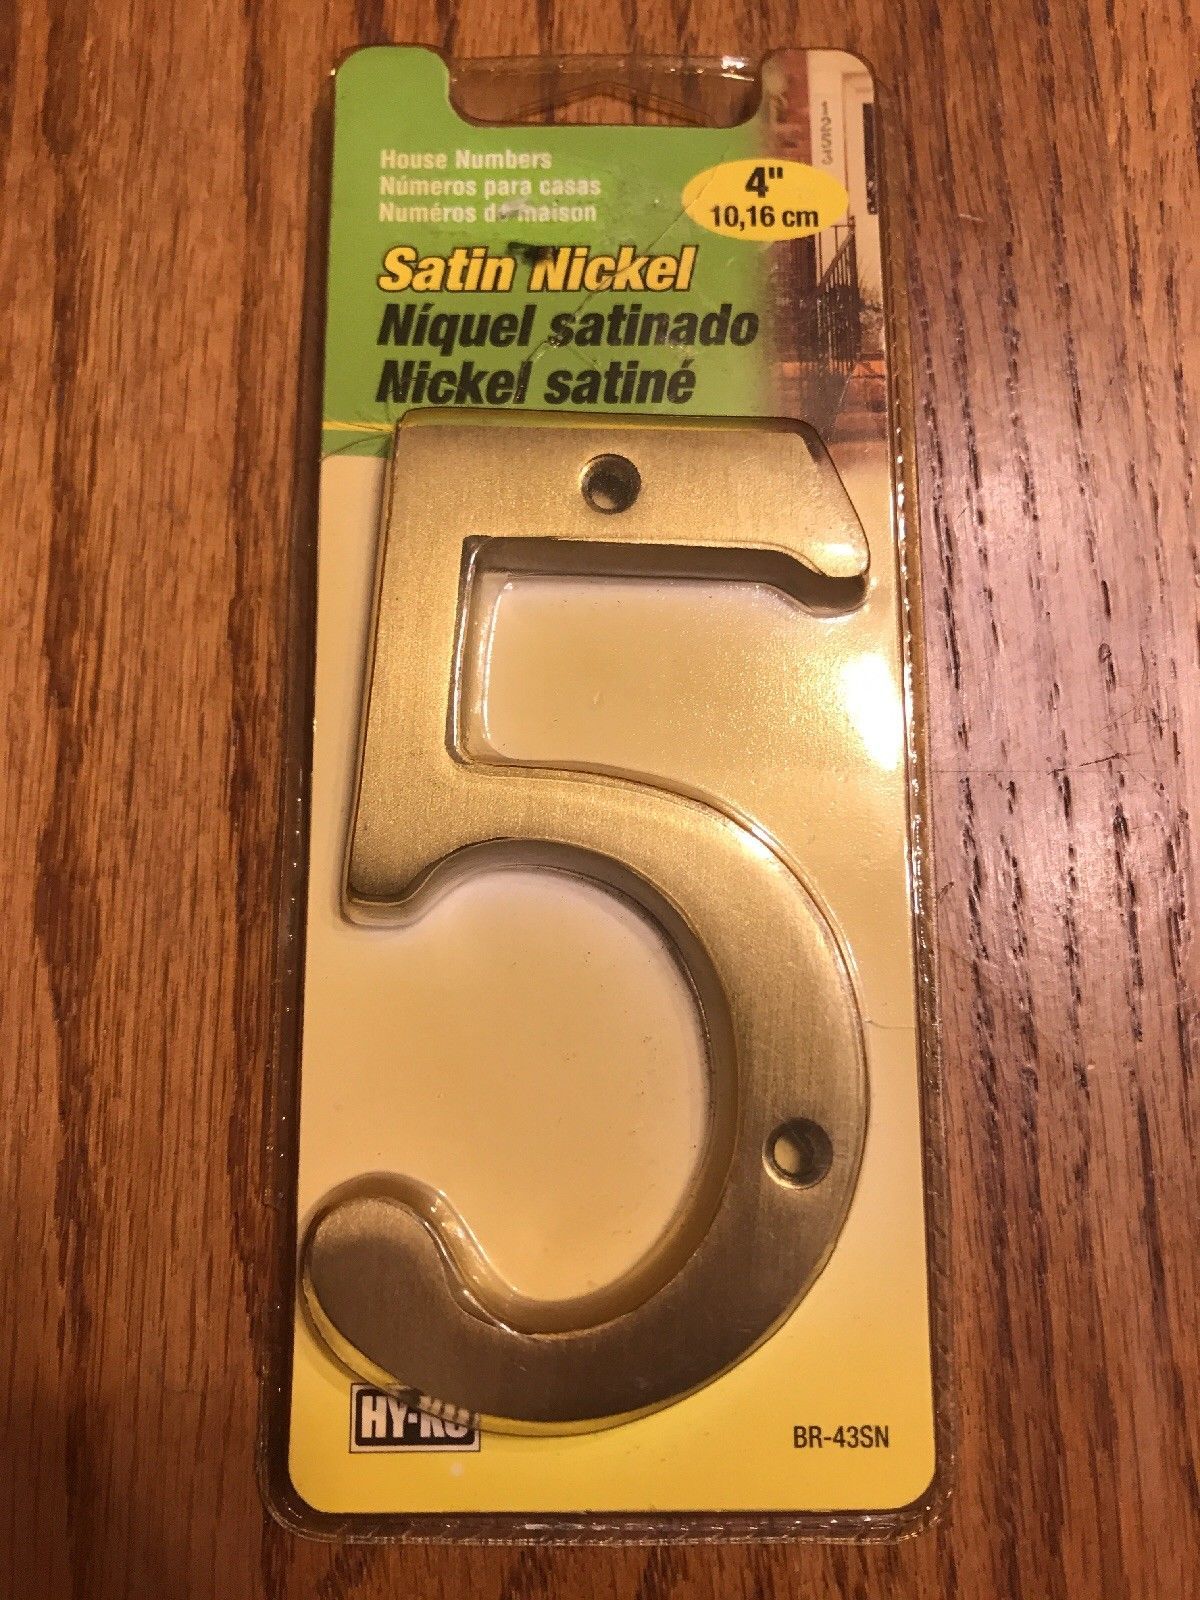 House Numbers
Números para casas
Numéros de maison
4"
10,16 cm
Satin Nickel
Níquel satinado
Nickel satiné
5
HY-KO
BR-43SN